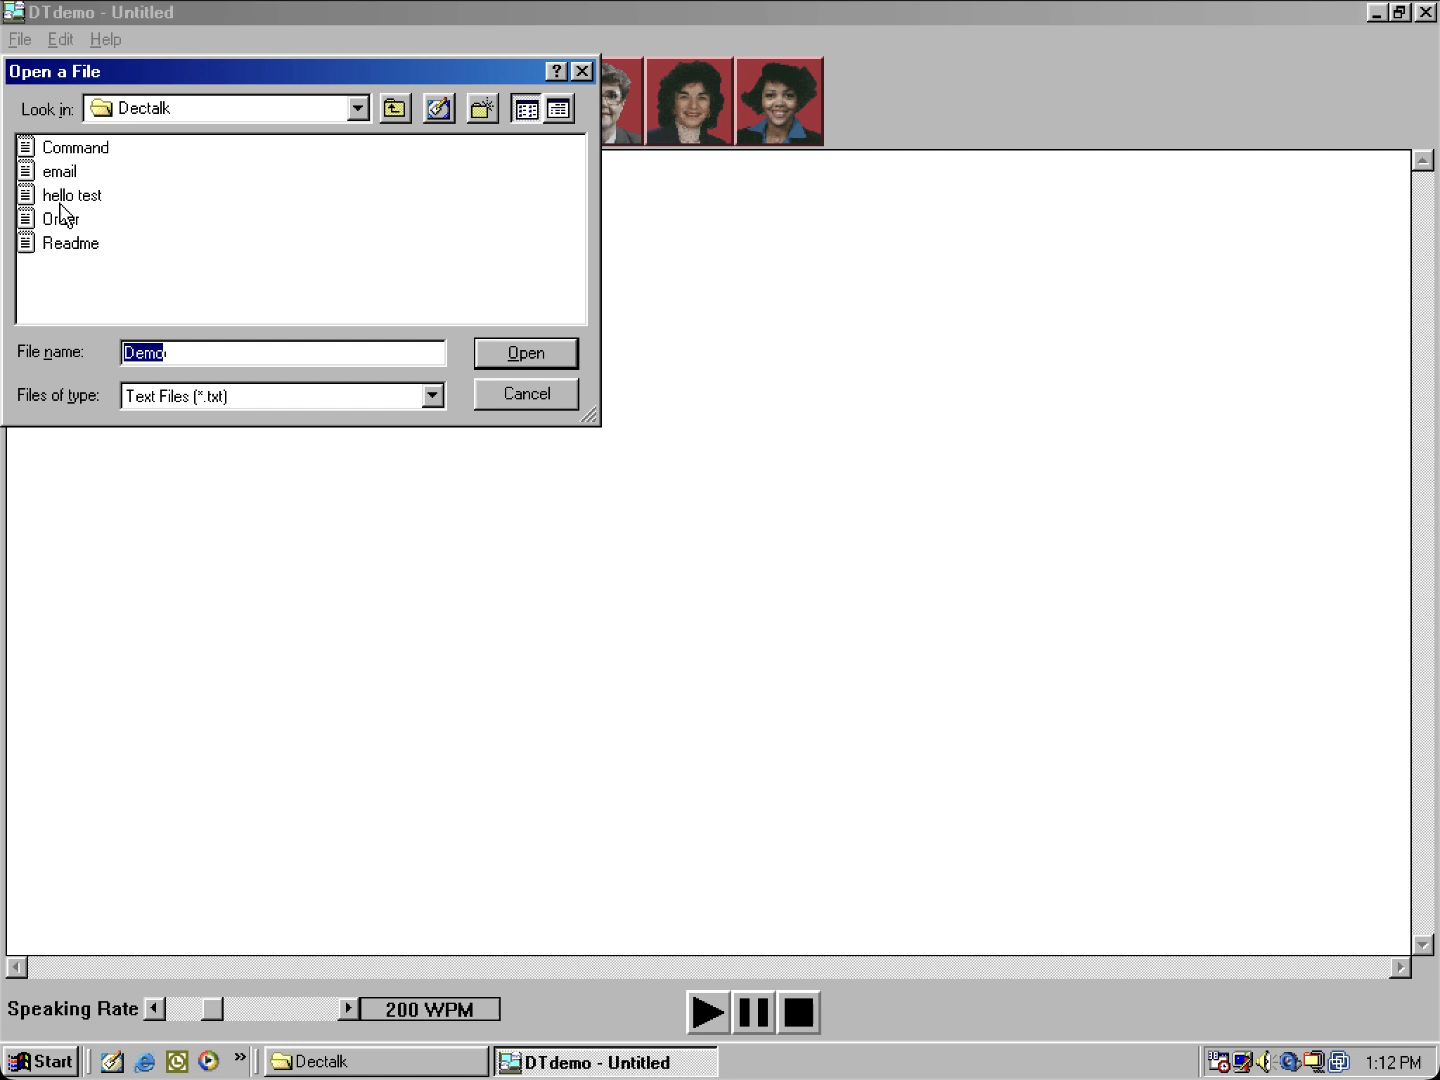 DTdemo - Untitled
File Edit Help
Open a File
Look in: Dectalk
Command
email
hello test
Readme
File name: Demo
Open
Files of type: Text Files (*.txt)
Cancel
Speaking Rate 200 WPM
Start » Dectalk DTdemo - Untitled 1:12 PM